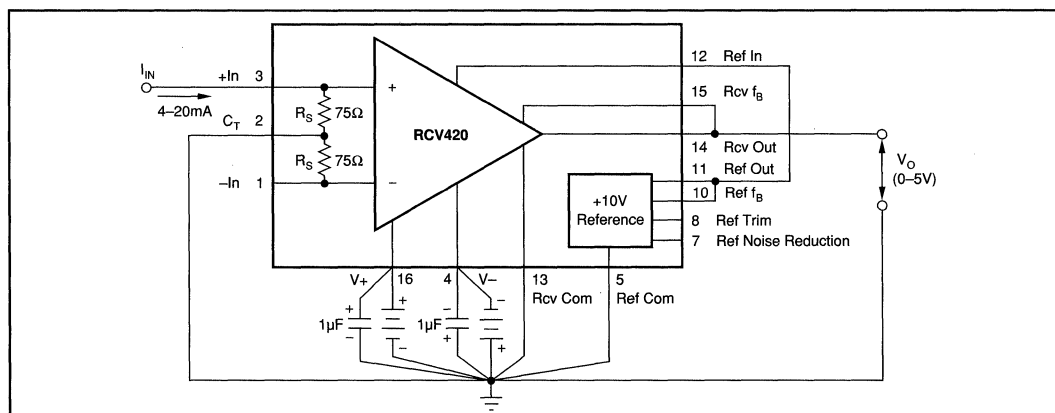 12 Ref In
I_IN
+In 3
15 Rcv f_B
4–20mA
R_S 75Ω
+
C_T 2
RCV420
14 Rcv Out
R_S 75Ω
11 Ref Out
V_O
(0–5V)
–In 1
–
10 Ref f_B
+10V
Reference
8 Ref Trim
7 Ref Noise Reduction
V+ 16 4 V– 13 5
Rcv Com Ref Com
+ + – –
1µF 1µF
– – + +